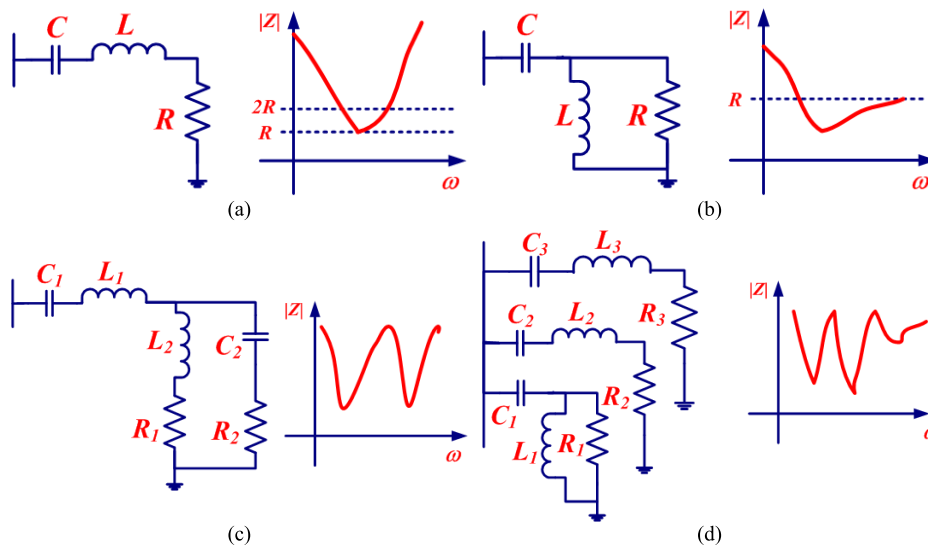 C
L
R
|Z|
2R
R
ω
(a)
C
L
R
|Z|
R
ω
(b)
C1
L1
L2
C2
R1
R2
|Z|
ω
(c)
C3
L3
R3
C2
L2
R2
C1
L1
R1
|Z|
(d)